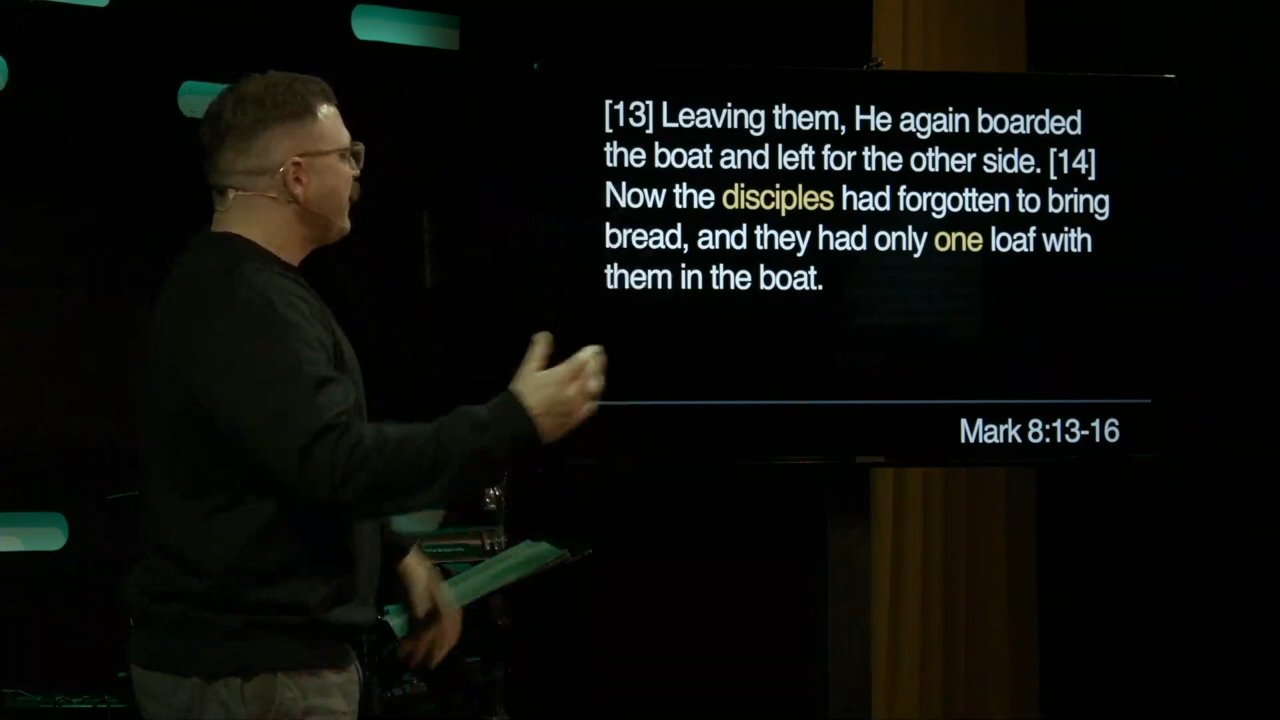 [13] Leaving them, He again boarded
the boat and left for the other side. [14]
Now the disciples had forgotten to bring
bread, and they had only one loaf with
them in the boat.
Mark 8:13-16